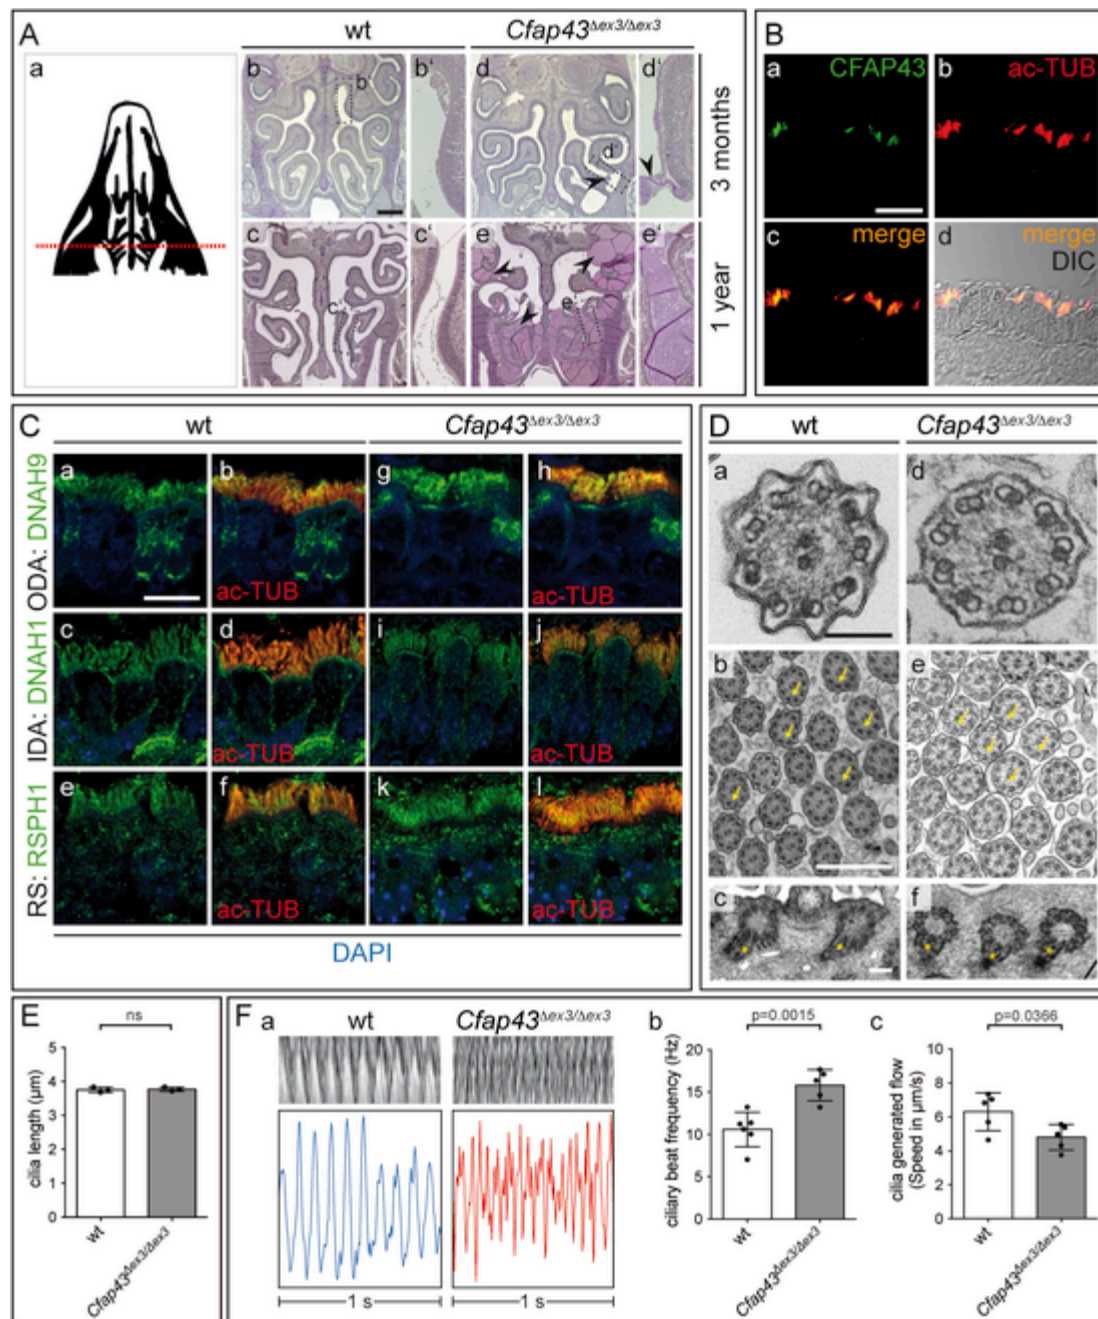 A
wt
Cfap43Δex3/Δex3
a
b
b'
b'
d
d'
d'
3 months
c
c'
c'
e
e'
e'
1 year
B
a
CFAP43
b
ac-TUB
c
merge
d
merge
DIC
C
wt
Cfap43Δex3/Δex3
ODA: DNAH9
a
b
ac-TUB
g
h
ac-TUB
IDA: DNAH1
c
d
ac-TUB
i
j
ac-TUB
RS: RSPH1
e
f
ac-TUB
k
l
ac-TUB
DAPI
D
wt
Cfap43Δex3/Δex3
a
d
b
e
c
f
E
ns
cilia length (μm)
5
4
3
2
1
0
wt
Cfap43Δex3/Δex3
F
a
wt
Cfap43Δex3/Δex3
1 s
1 s
b
p=0.0015
ciliary beat frequency (Hz)
20
15
10
5
0
wt
Cfap43Δex3/Δex3
c
p=0.0366
cilia generated flow
(Speed in μm/s)
10
8
6
4
2
0
wt
Cfap43Δex3/Δex3